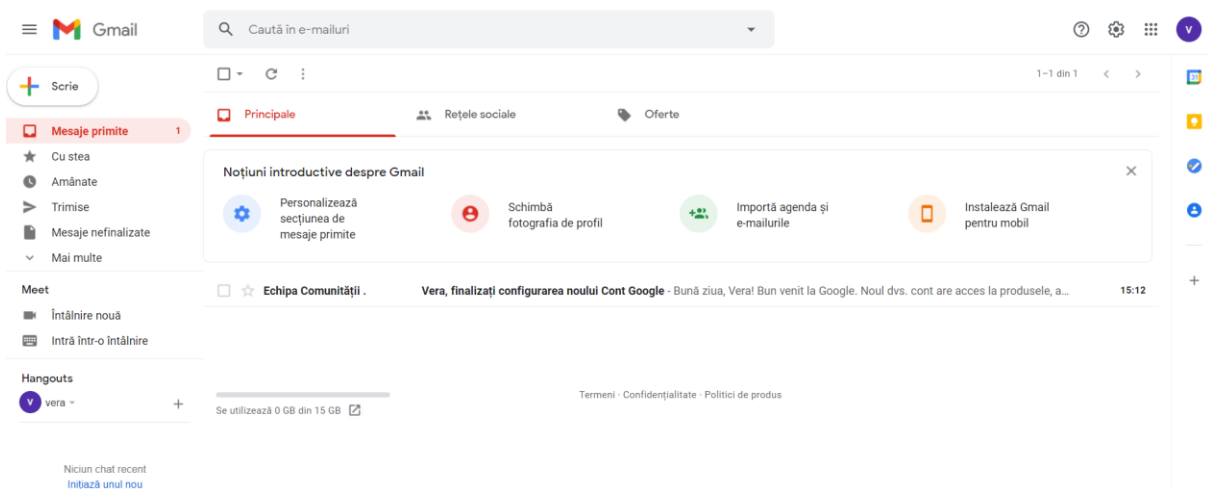 Gmail
Caută în e-mailuri
V
Scrie
1–1 din 1
31
Principale
Rețele sociale
Oferte
Mesaje primite 1
Cu stea
Amânate
Trimise
Mesaje nefinalizate
Mai multe
Noțiuni introductive despre Gmail
Personalizează
secțiunea de
mesaje primite
Schimbă
fotografia de profil
Importă agenda și
e-mailurile
Instalează Gmail
pentru mobil
Echipa Comunității . Vera, finalizați configurarea noului Cont Google - Bună ziua, Vera! Bun venit la Google. Noul dvs. cont are acces la produsele, a... 15:12
Meet
Întâlnire nouă
Intră într-o întâlnire
Hangouts
V vera
Niciun chat recent
Inițiază unul nou
Se utilizează 0 GB din 15 GB
Termeni · Confidențialitate · Politici de produs